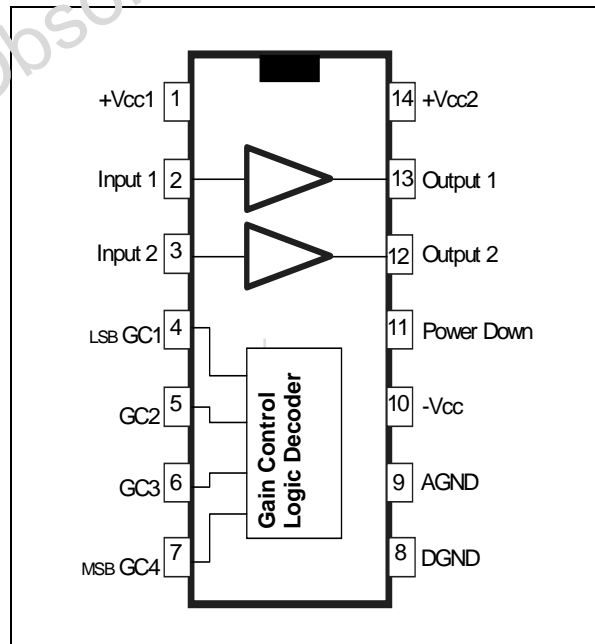 +Vcc1 1
14 +Vcc2
Input 1 2
13 Output 1
Input 2 3
12 Output 2
LSB GC1 4
11 Power Down
GC2 5
10 -Vcc
GC3 6
9 AGND
MSB GC4 7
8 DGND
Gain Control
Logic Decoder